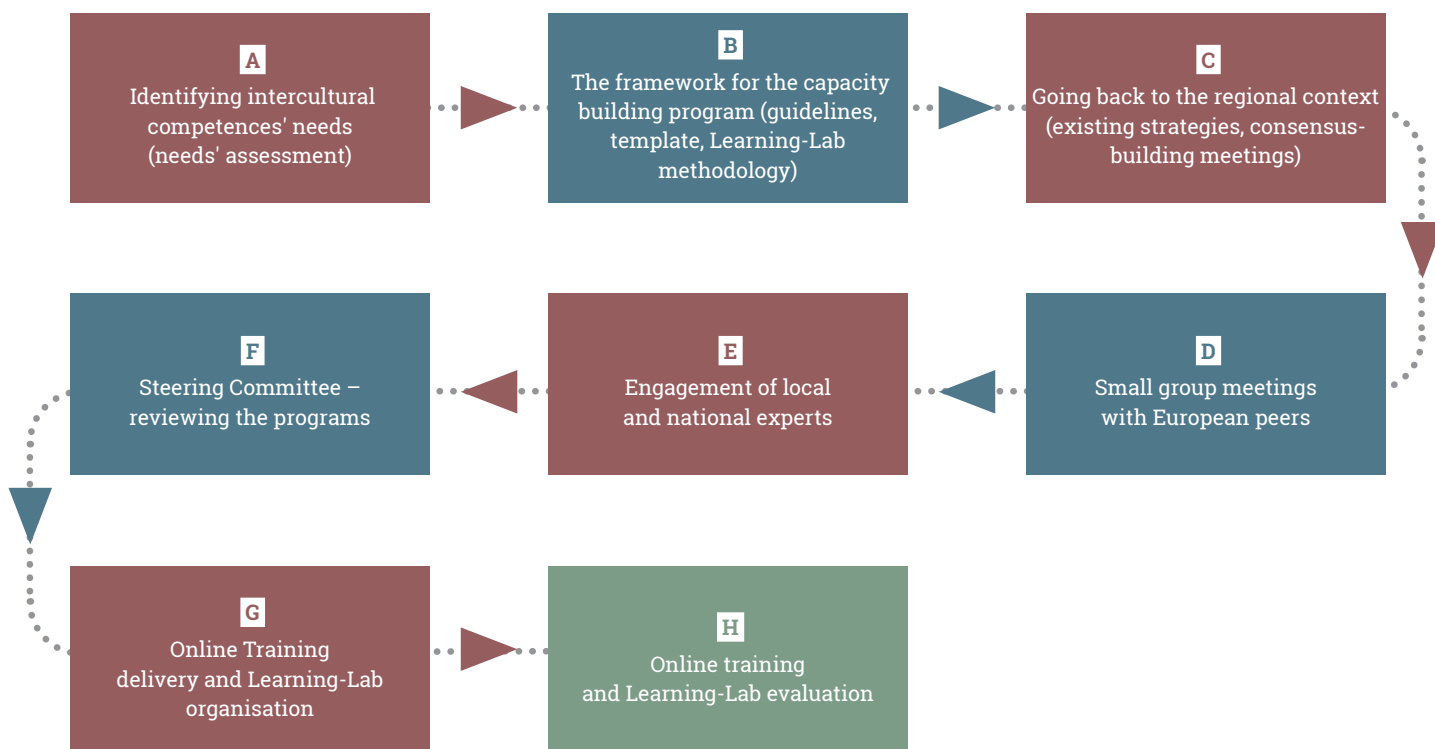 A
Identifying intercultural
competences' needs
(needs' assessment)
B
The framework for the capacity
building program (guidelines,
template, Learning-Lab
methodology)
C
Going back to the regional context
(existing strategies, consensus-
building meetings)
D
Small group meetings
with European peers
E
Engagement of local
and national experts
F
Steering Committee –
reviewing the programs
G
Online Training
delivery and Learning-Lab
organisation
H
Online training
and Learning-Lab evaluation